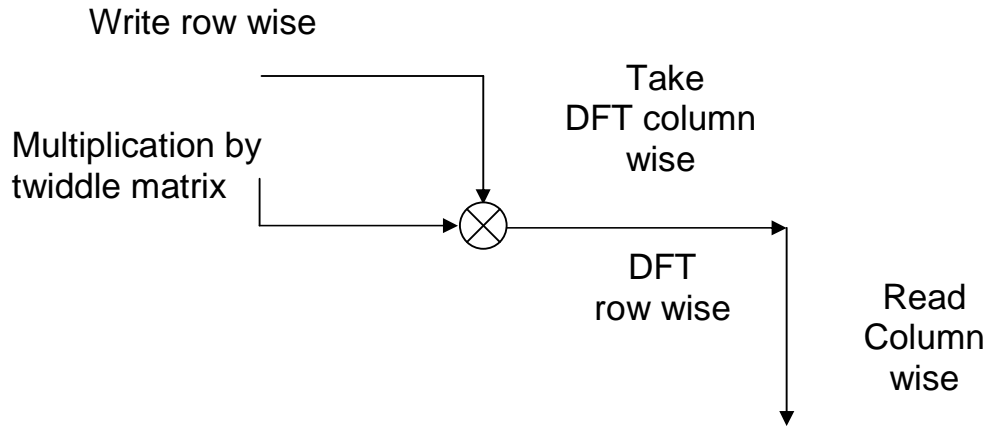 Write row wise
Take
DFT column
wise
Multiplication by
twiddle matrix
DFT
row wise
Read
Column
wise